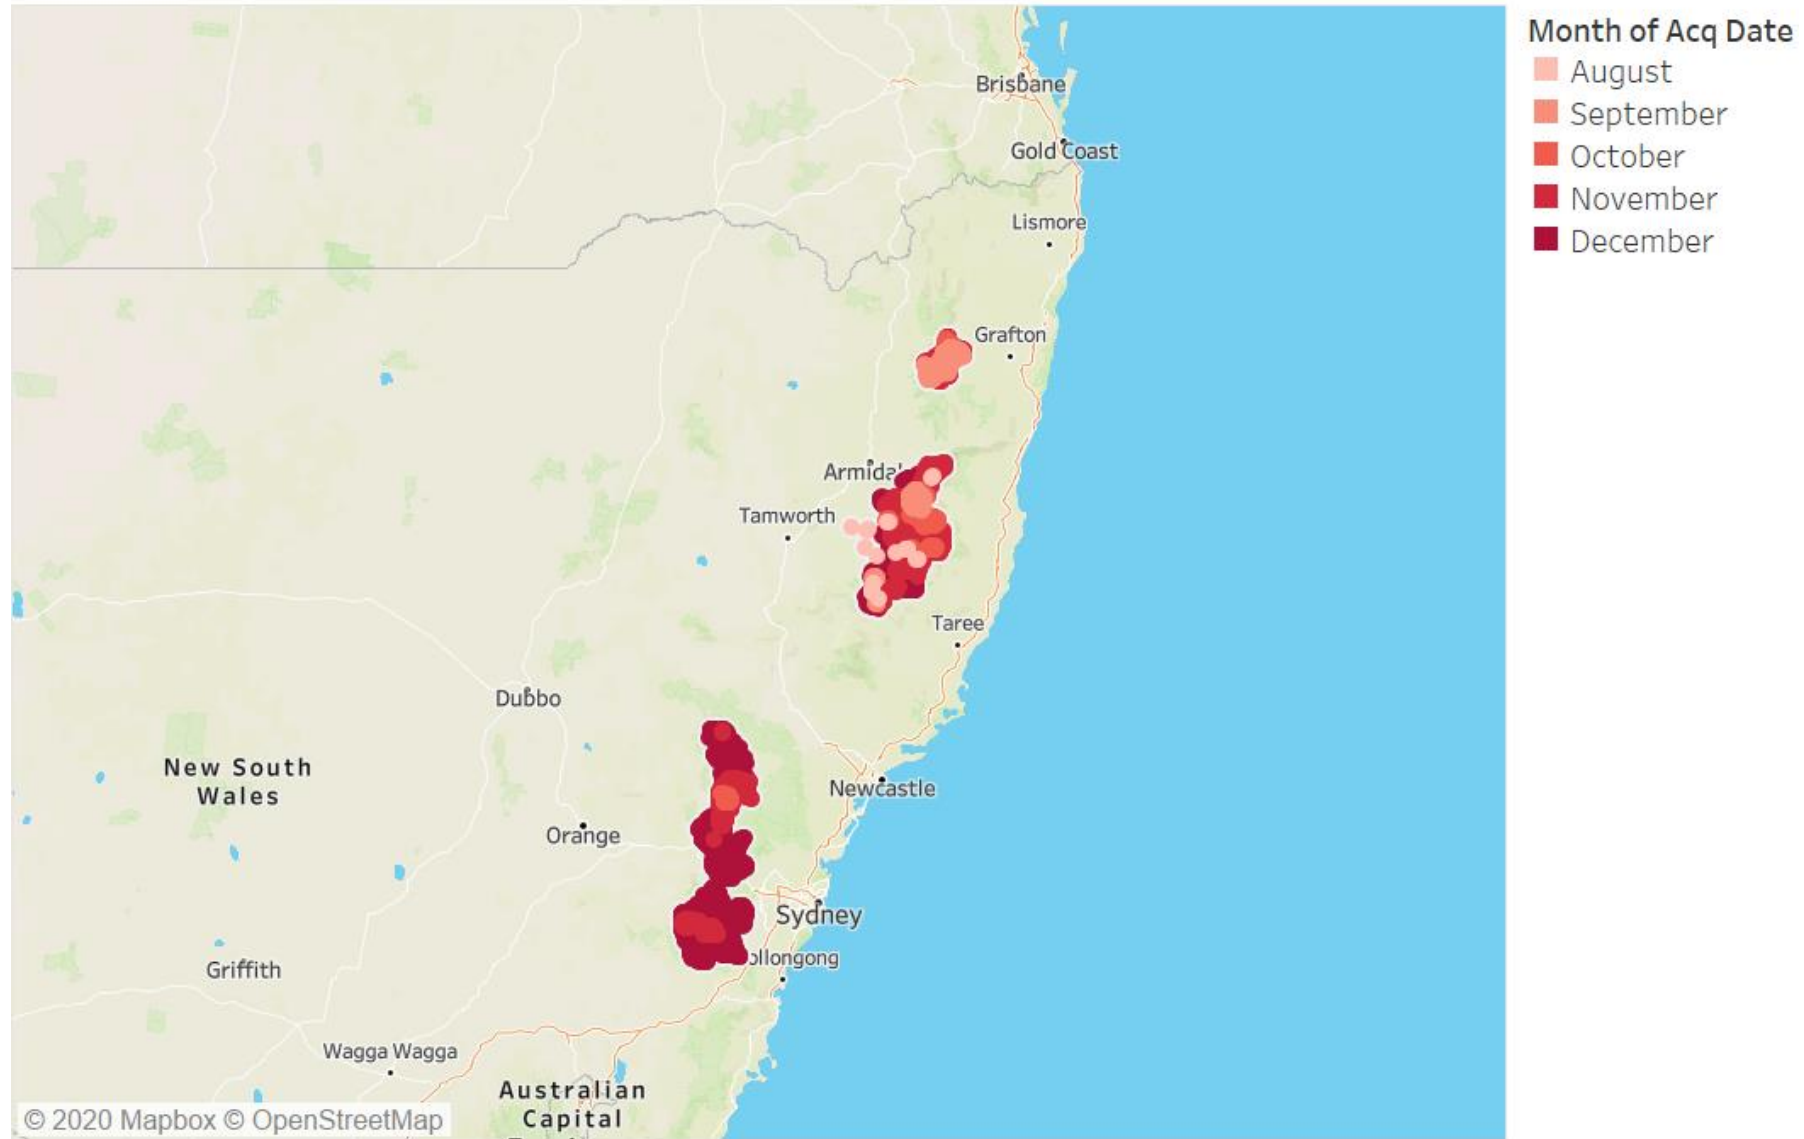 Month of Acq Date
August
September
October
November
December
Brisbane
Gold Coast
Lismore
Grafton
Tamworth
Taree
Dubbo
New South
Wales
Newcastle
Orange
Sydney
ollongong
Griffith
Wagga Wagga
Australian
Capital
© 2020 Mapbox © OpenStreetMap